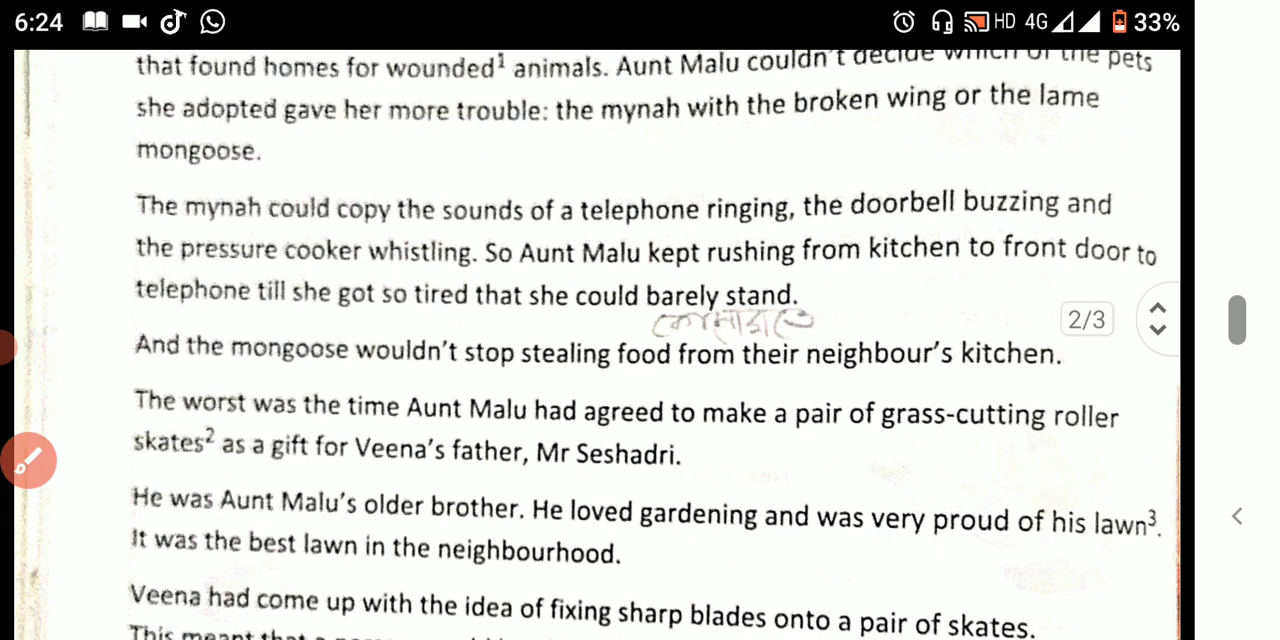 6:24
HD 4G 33%
that found homes for wounded¹ animals. Aunt Malu couldn't decide which of the pets
she adopted gave her more trouble: the mynah with the broken wing or the lame
mongoose.
The mynah could copy the sounds of a telephone ringing, the doorbell buzzing and
the pressure cooker whistling. So Aunt Malu kept rushing from kitchen to front door to
telephone till she got so tired that she could barely stand.
2/3
And the mongoose wouldn't stop stealing food from their neighbour's kitchen.
The worst was the time Aunt Malu had agreed to make a pair of grass-cutting roller
skates² as a gift for Veena's father, Mr Seshadri.
He was Aunt Malu's older brother. He loved gardening and was very proud of his lawn³.
It was the best lawn in the neighbourhood.
Veena had come up with the idea of fixing sharp blades onto a pair of skates.
This meant that a